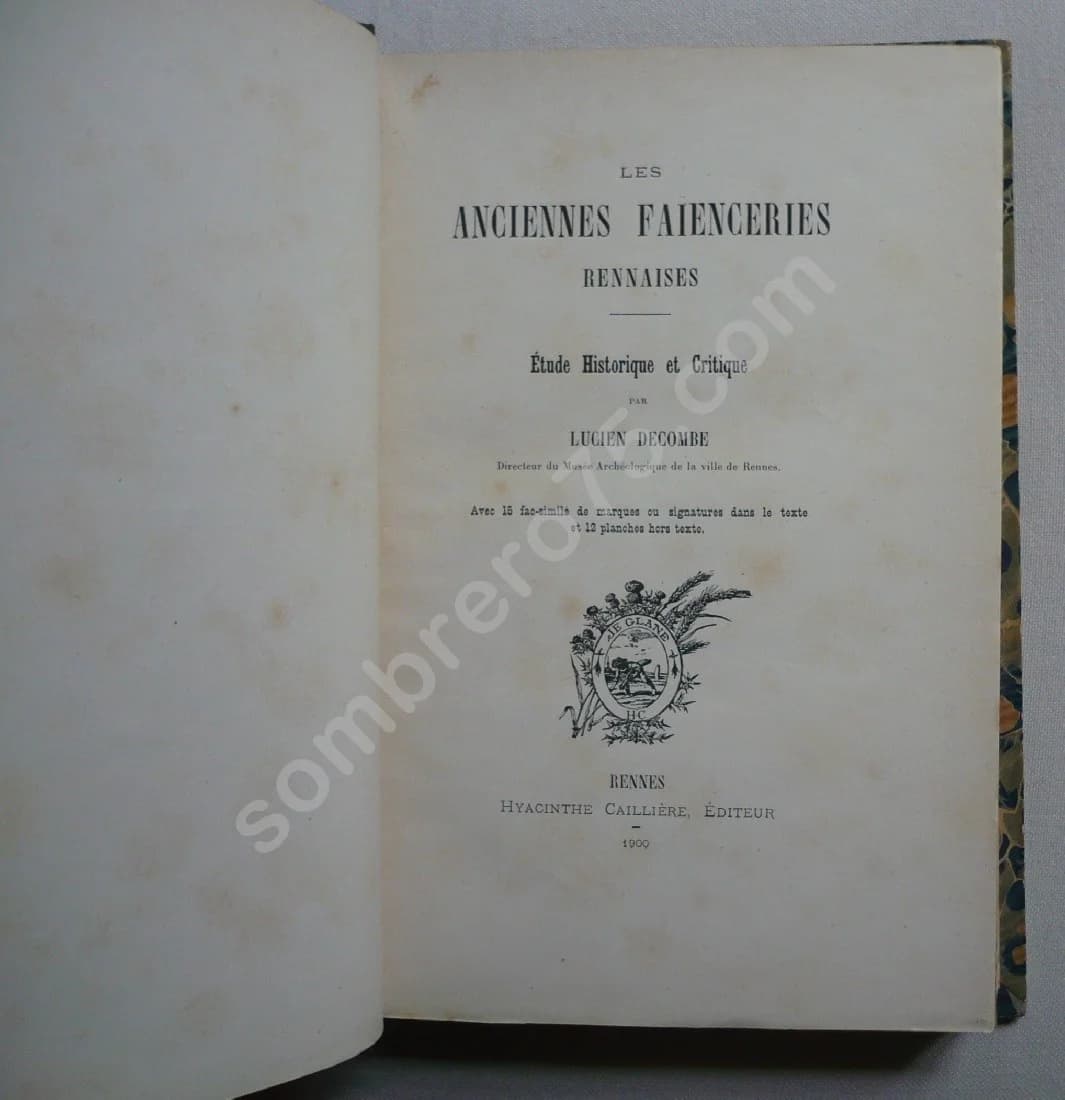 LES
ANCIENNES FAÏENCERIES
RENNAISES
Étude Historique et Critique
PAR
LUCIEN DECOMBE
Directeur du Musée Archéologique de la ville de Rennes.
Avec 15 fac-similé de marques ou signatures dans le texte
et 12 planches hors texte.
JE GLANE
HC
RENNES
HYACINTHE CAILLIÈRE, ÉDITEUR
1900
sombrero75.com